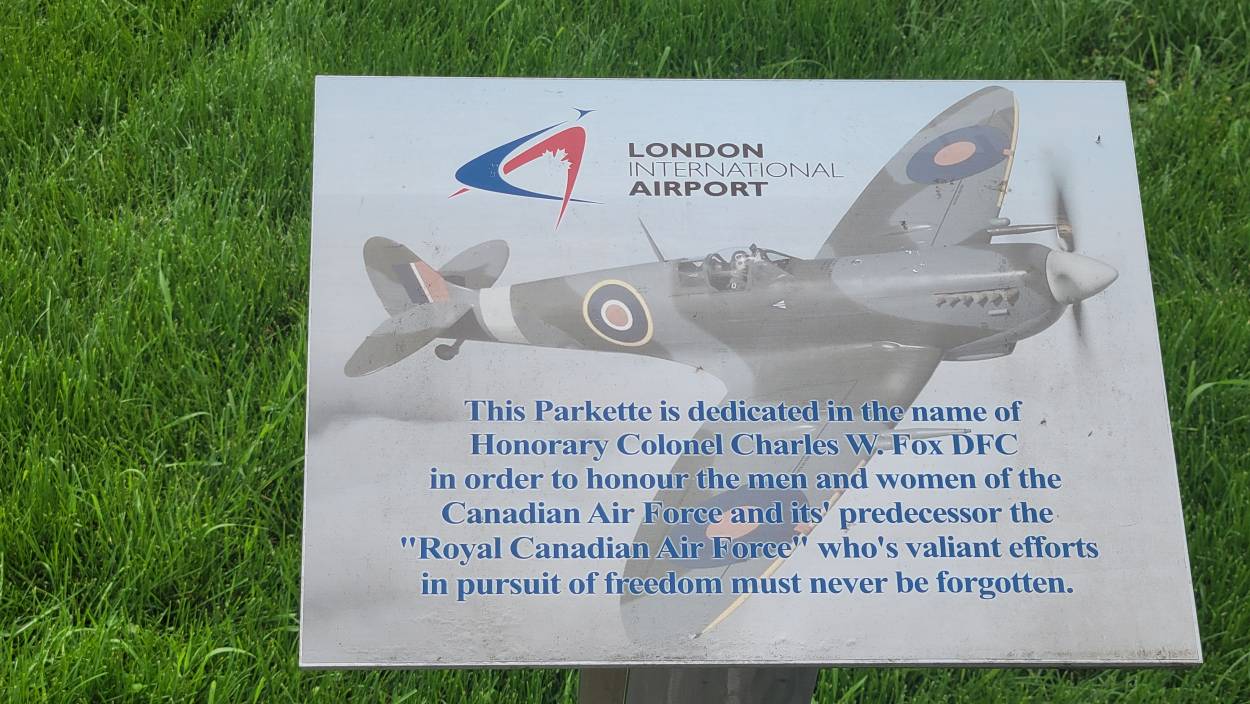 LONDON
INTERNATIONAL
AIRPORT
This Parkette is dedicated in the name of
Honorary Colonel Charles W. Fox DFC
in order to honour the men and women of the
Canadian Air Force and its' predecessor the
"Royal Canadian Air Force" who's valiant efforts
in pursuit of freedom must never be forgotten.